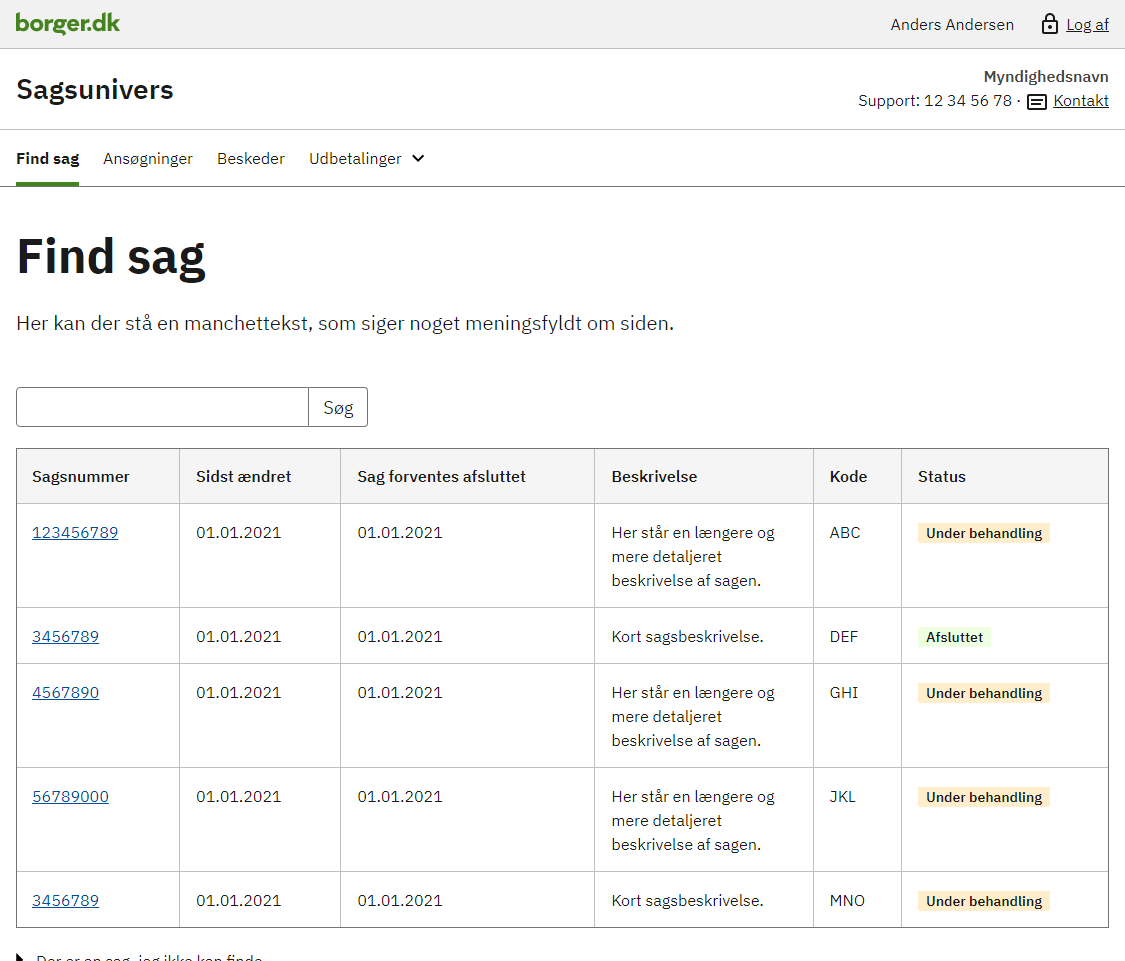 borger.dk
Anders Andersen Log af
Sagsunivers
Myndighedsnavn
Support: 12 34 56 78 · Kontakt
Find sag Ansøgninger Beskeder Udbetalinger
Find sag
Her kan der stå en manchettekst, som siger noget meningsfyldt om siden.
Søg
Sagsnummer Sidst ændret Sag forventes afsluttet Beskrivelse Kode Status
123456789 01.01.2021 01.01.2021 Her står en længere og ABC Under behandling
mere detaljeret
beskrivelse af sagen.
3456789 01.01.2021 01.01.2021 Kort sagsbeskrivelse. DEF Afsluttet
4567890 01.01.2021 01.01.2021 Her står en længere og GHI Under behandling
mere detaljeret
beskrivelse af sagen.
56789000 01.01.2021 01.01.2021 Her står en længere og JKL Under behandling
mere detaljeret
beskrivelse af sagen.
3456789 01.01.2021 01.01.2021 Kort sagsbeskrivelse. MNO Under behandling
Der er en sag, jeg ikke kan finde